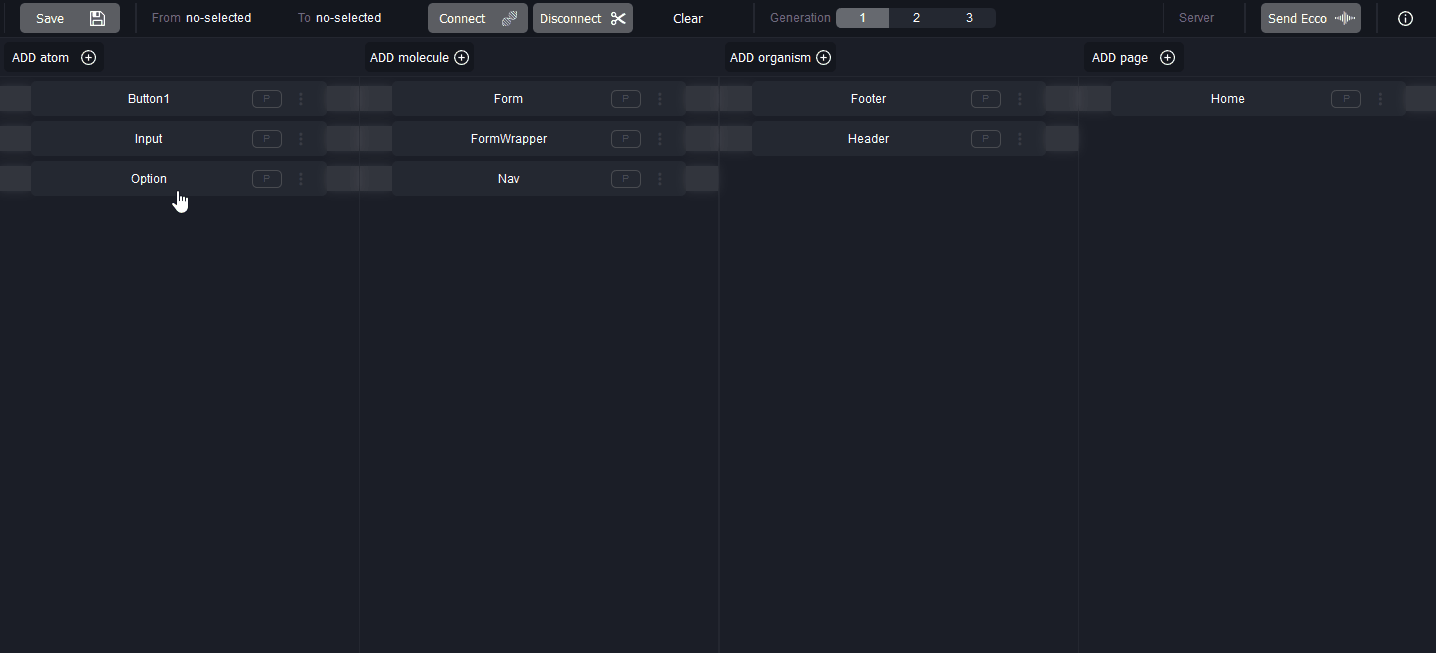 Save From no-selected To no-selected Connect Disconnect Clear Generation 1 2 3 Server Send Ecco
ADD atom ADD molecule ADD organism ADD page
Button1 P Form P Footer P Home P
Input P FormWrapper P Header P
Option P Nav P